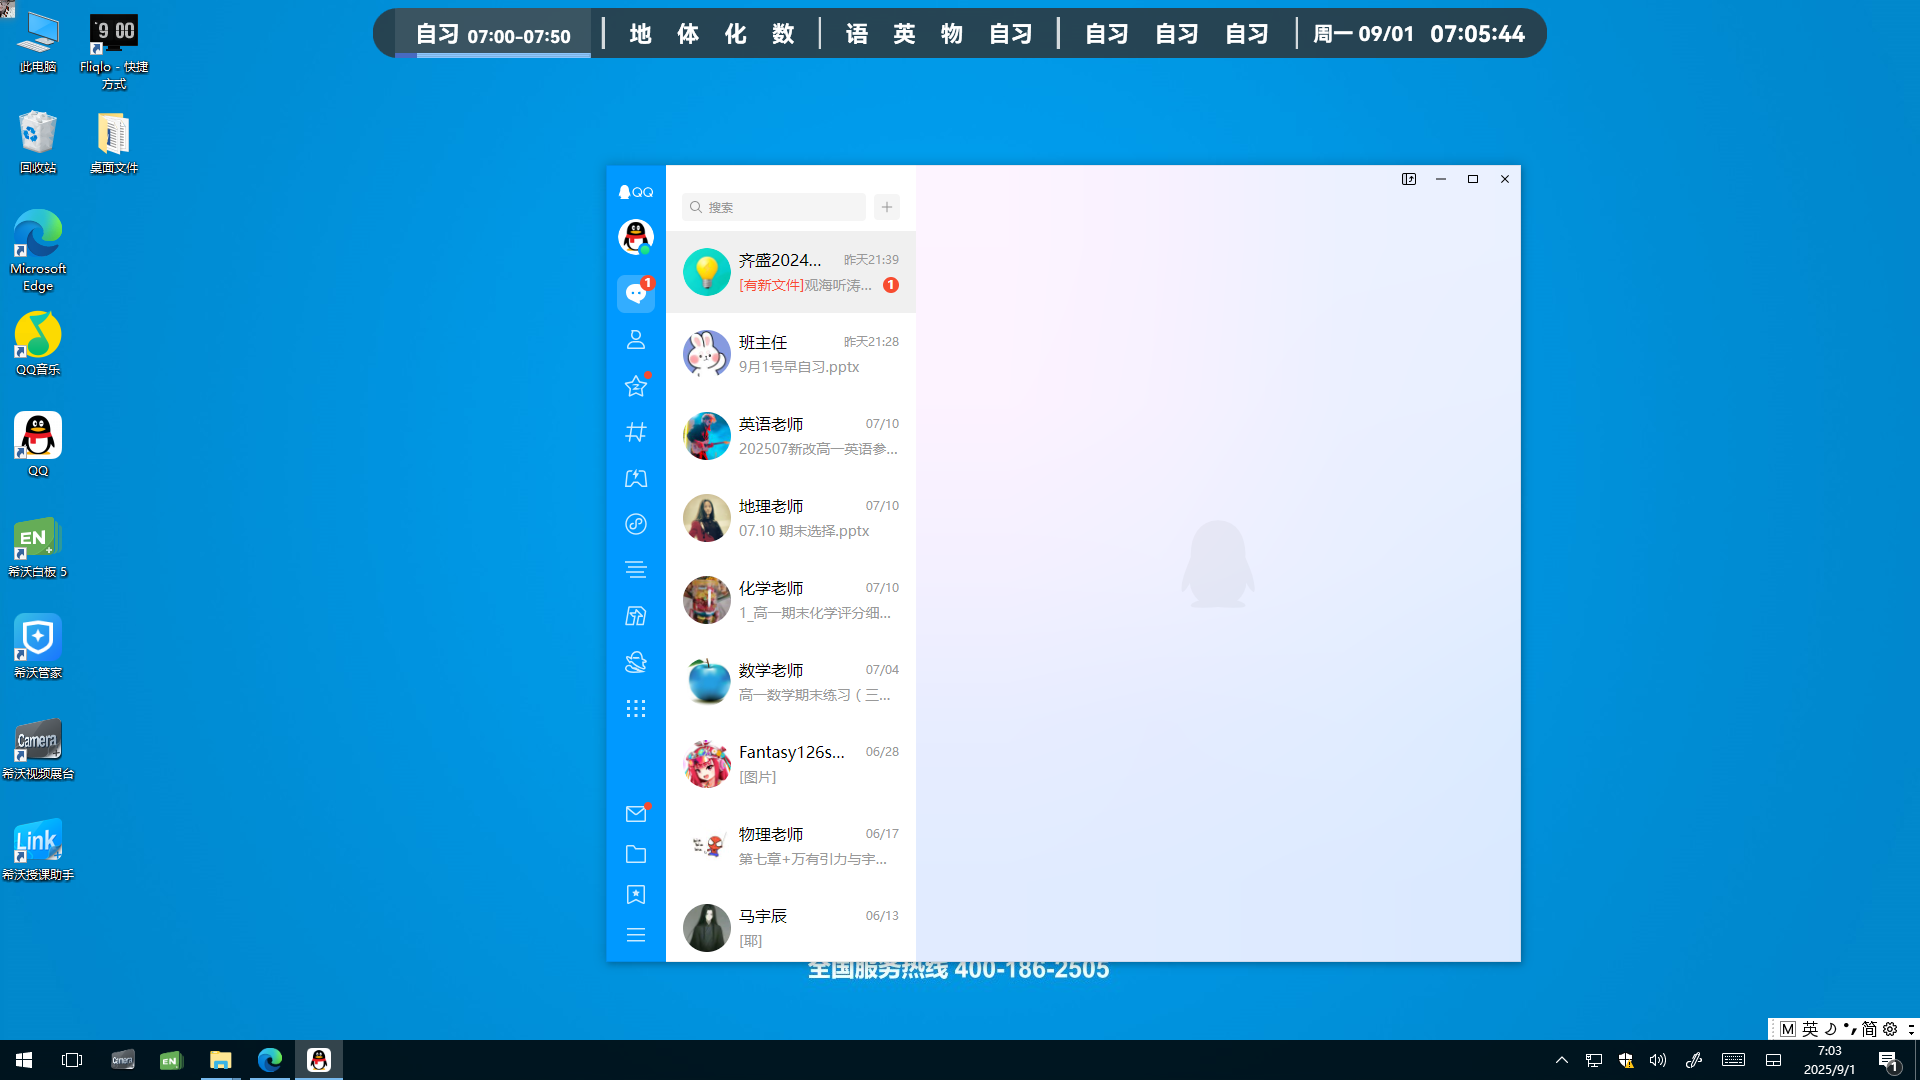 自习 07:00-07:50 | 地 体 化 数 | 语 英 物 自习 | 自习 自习 自习 | 周一 09/01 07:05:44
此电脑
9 00
Fliqlo - 快捷方式
回收站
桌面文件
Microsoft Edge
QQ音乐
QQ
EN
希沃白板 5
希沃管家
Camera
希沃视频展台
Link
希沃授课助手
QQ
搜索
1
齐盛2024... 昨天21:39
[有新文件]观海听涛... 1
班主任 昨天21:28
9月1号早自习.pptx
英语老师 07/10
202507新改高一英语参...
地理老师 07/10
07.10 期末选择.pptx
化学老师 07/10
1_高一期末化学评分细...
数学老师 07/04
高一数学期末练习（三...
Fantasy126s... 06/28
[图片]
物理老师 06/17
第七章+万有引力与宇...
马宇辰 06/13
[耶]
全国服务热线 400-186-2505
M 英 简
Camera
EN
7:03
2025/9/1
1